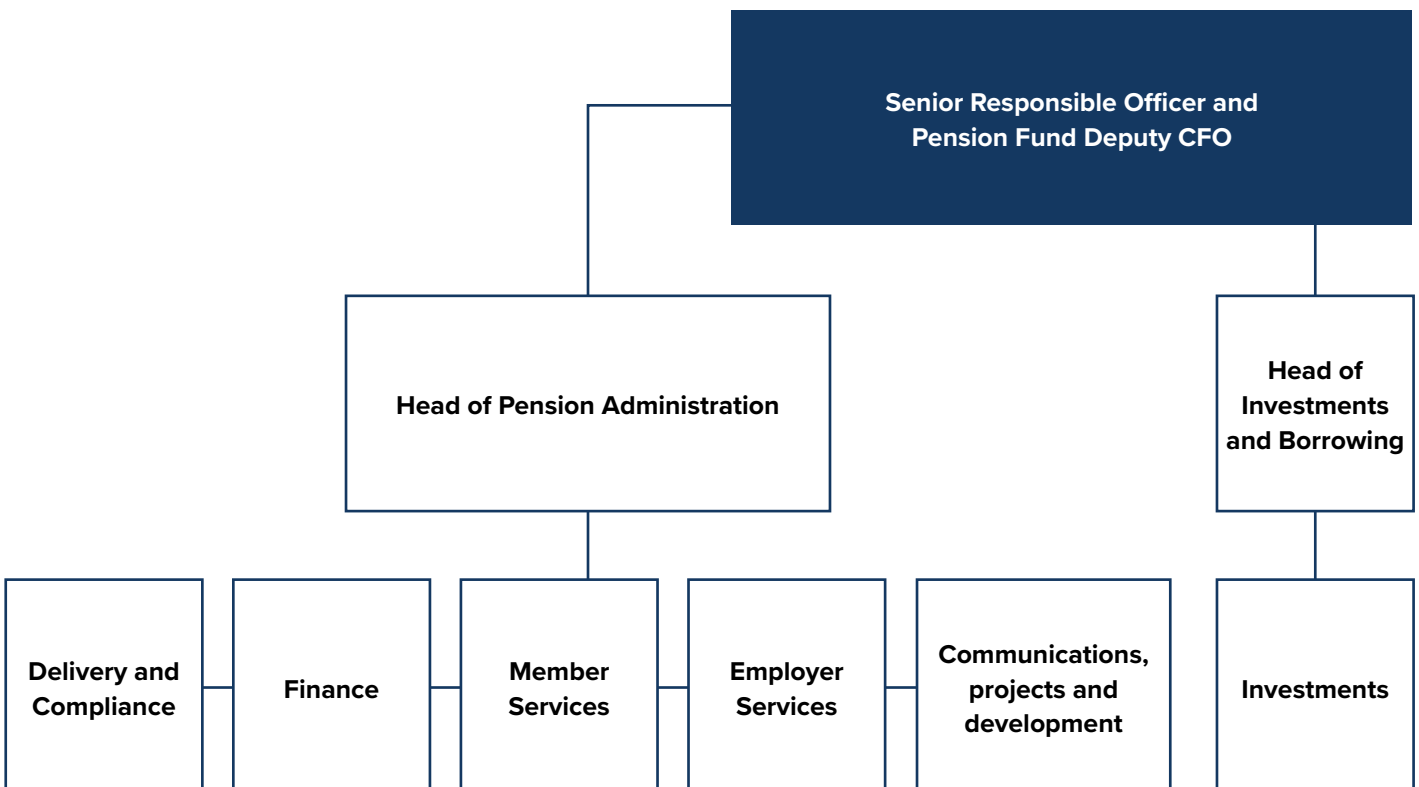 Senior Responsible Officer and
Pension Fund Deputy CFO
Head of Pension Administration
Head of
Investments
and Borrowing
Delivery and
Compliance
Finance
Member
Services
Employer
Services
Communications,
projects and
development
Investments